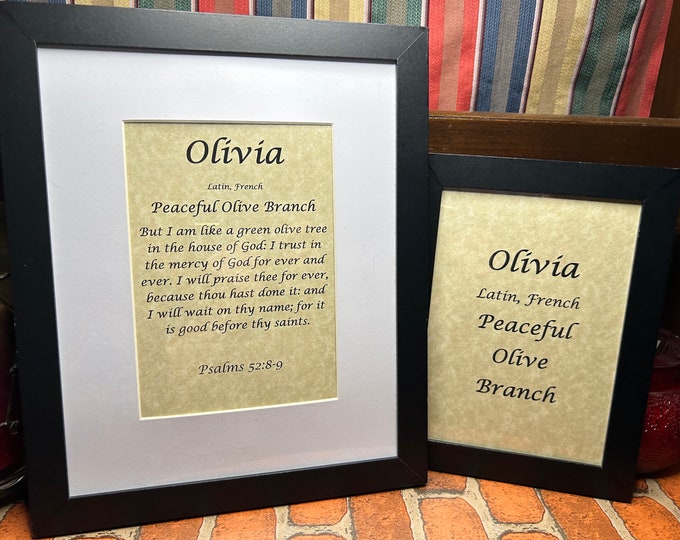 Olivia
Latin, French
Peaceful Olive Branch
But I am like a green olive tree
in the house of God: I trust in
the mercy of God for ever and
ever. I will praise thee for ever,
because thou hast done it: and
I will wait on thy name; for it
is good before thy saints.
Psalms 52:8-9
Olivia
Latin, French
Peaceful
Olive
Branch